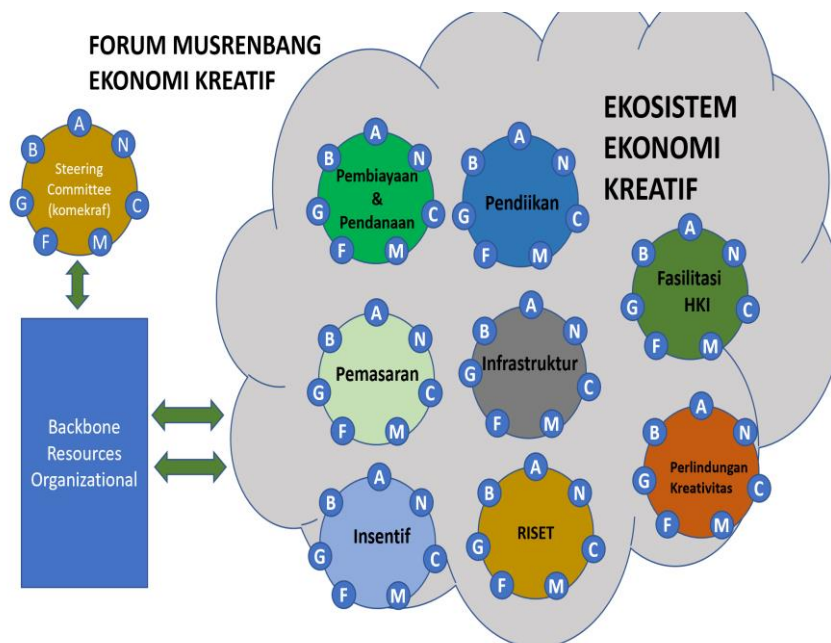 FORUM MUSRENBANG
EKONOMI KREATIF
A
B
N
Steering
Committee
(komekraf)
G
C
F
M
Backbone
Resources
Organizational
EKOSISTEM
EKONOMI
KREATIF
A
B
N
Pembiayaan
&
Pendanaan
G
C
F
M
A
B
N
Pendiikan
G
C
F
M
A
B
N
Fasilitasi
HKI
G
C
F
M
A
B
N
Pemasaran
G
C
F
M
A
B
N
Infrastruktur
G
C
F
M
A
B
N
Perlindungan
Kreativitas
G
C
F
M
A
B
N
Insentif
G
C
F
M
A
B
N
RISET
G
C
F
M